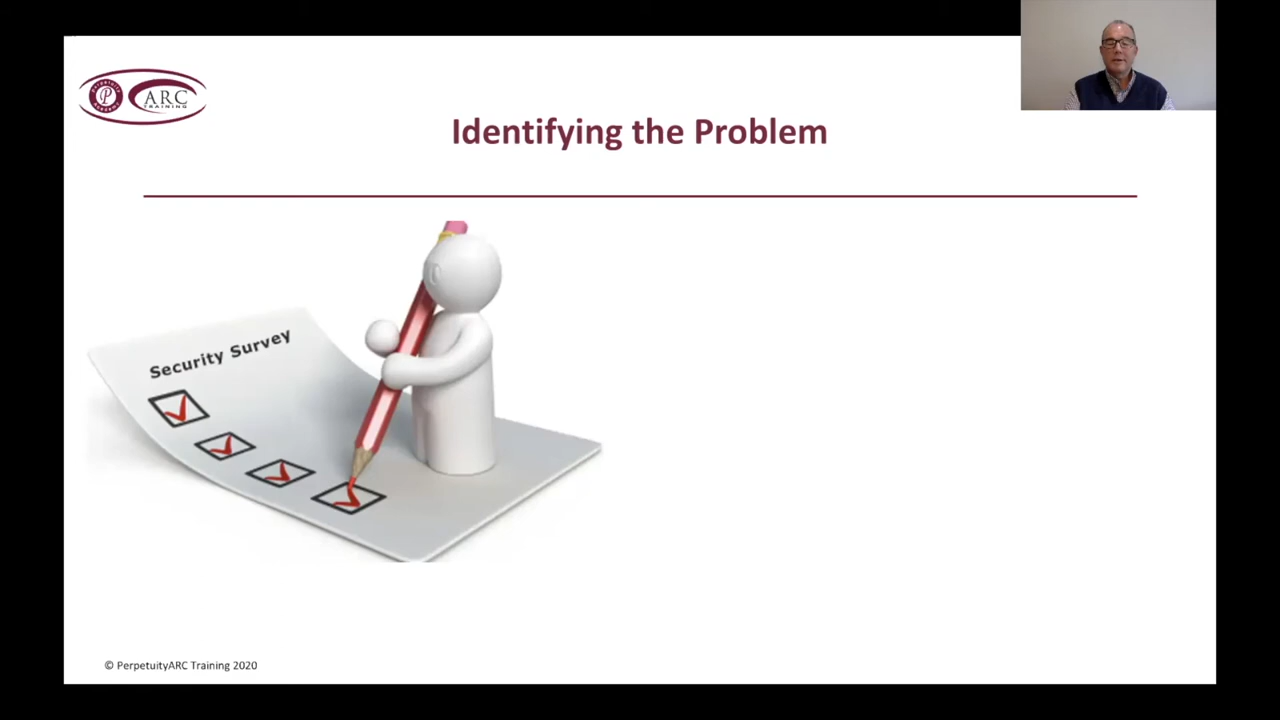 P
ARC
TRAINING
Identifying the Problem
Security Survey
© PerpetuityARC Training 2020